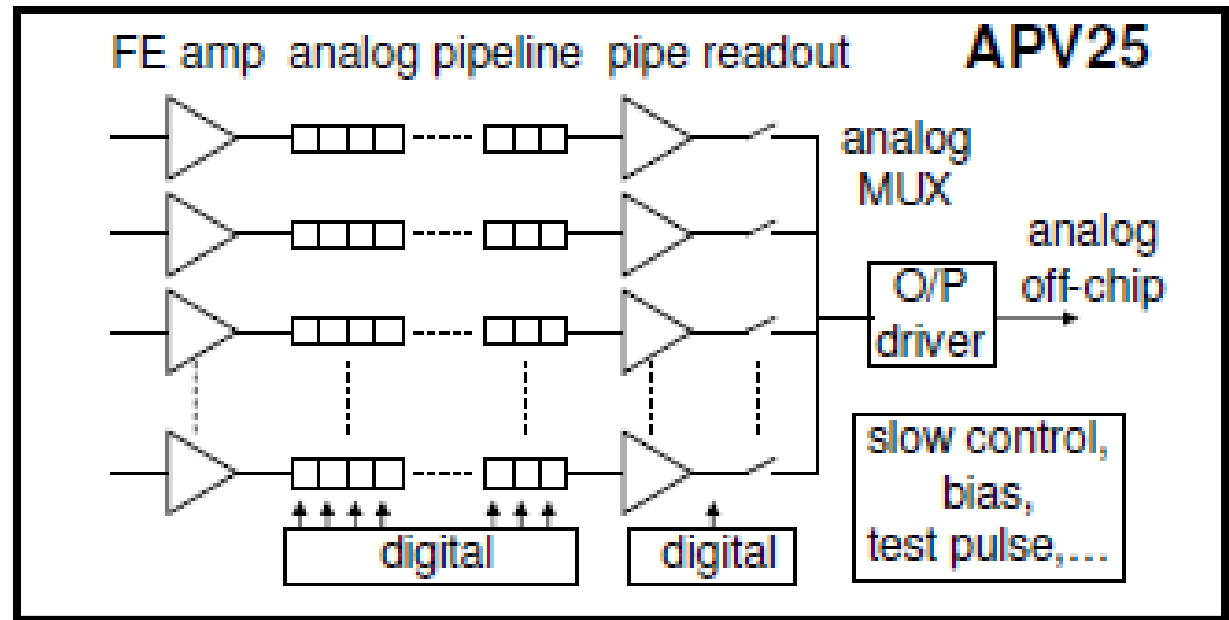 FE amp analog pipeline pipe readout APV25
analog
MUX
analog
off-chip
O/P
driver
slow control,
bias,
test pulse,...
digital
digital